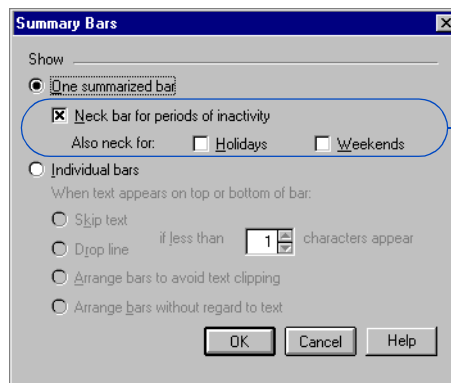 Summary Bars
Show
One summarized bar
Neck bar for periods of inactivity
Also neck for: Holidays Weekends
Individual bars
When text appears on top or bottom of bar:
Skip text
if less than 1 characters appear
Drop line
Arrange bars to avoid text clipping
Arrange bars without regard to text
OK Cancel Help